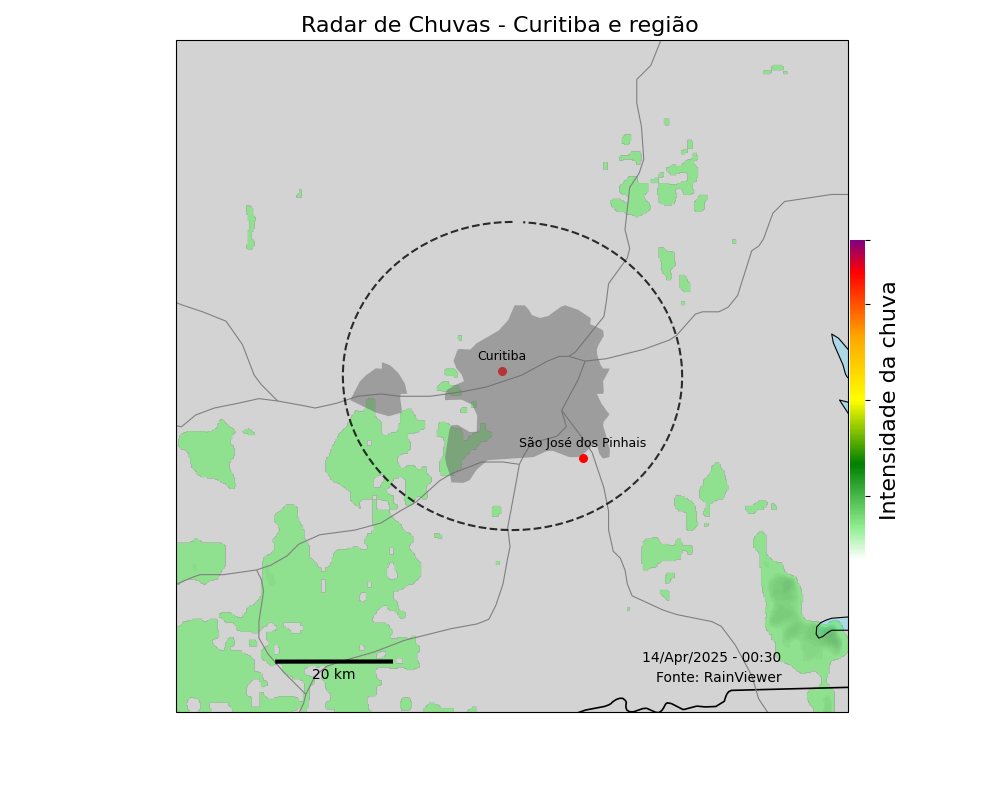 Radar de Chuvas - Curitiba e região
Curitiba
São José dos Pinhais
Intensidade da chuva
14/Apr/2025 - 00:30
Fonte: RainViewer
20 km